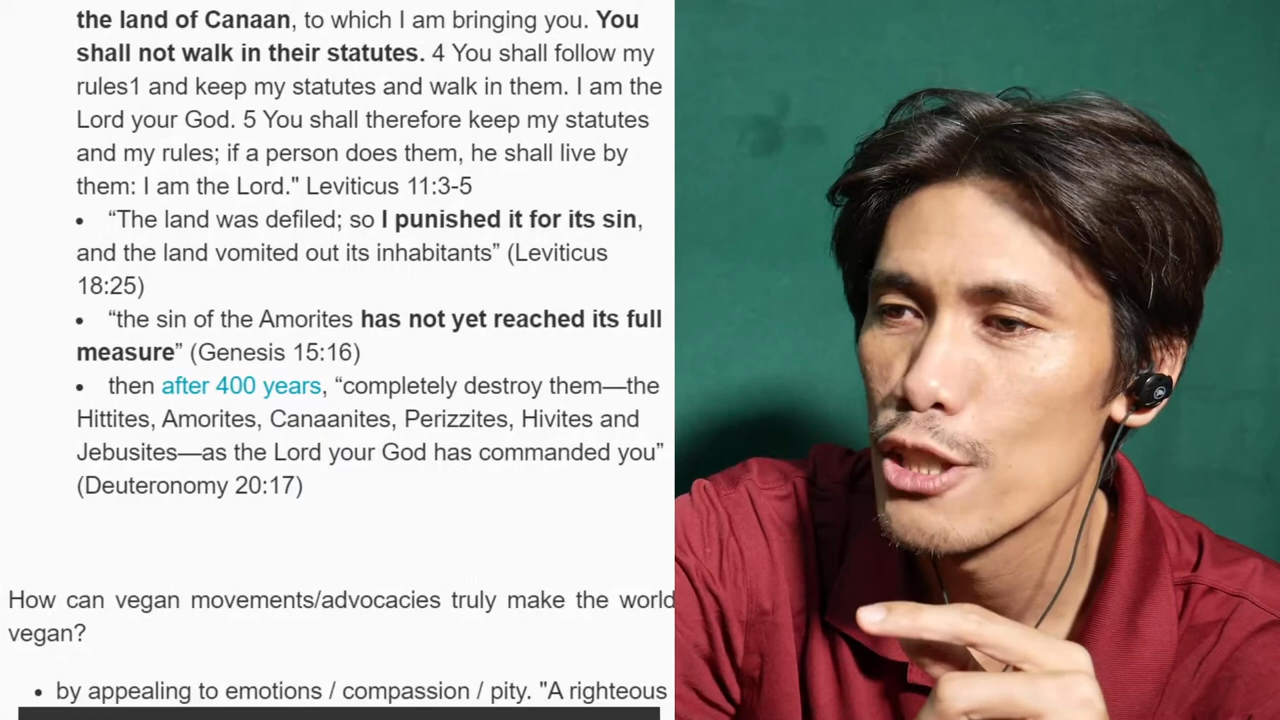 the land of Canaan, to which I am bringing you. You
shall not walk in their statutes. 4 You shall follow my
rules1 and keep my statutes and walk in them. I am the
Lord your God. 5 You shall therefore keep my statutes
and my rules; if a person does them, he shall live by
them: I am the Lord." Leviticus 11:3-5
• “The land was defiled; so I punished it for its sin,
and the land vomited out its inhabitants” (Leviticus
18:25)
• “the sin of the Amorites has not yet reached its full
measure” (Genesis 15:16)
• then after 400 years, “completely destroy them—the
Hittites, Amorites, Canaanites, Perizzites, Hivites and
Jebusites—as the Lord your God has commanded you”
(Deuteronomy 20:17)
How can vegan movements/advocacies truly make the world
vegan?
• by appealing to emotions / compassion / pity. "A righteous